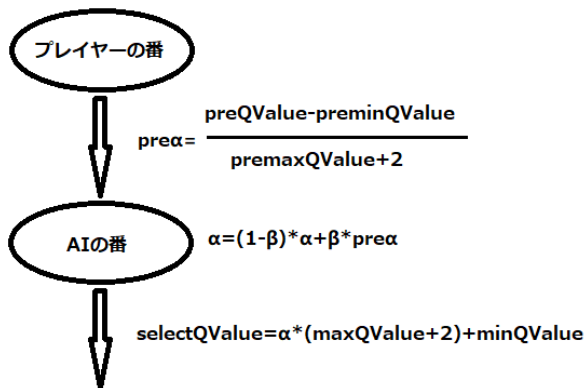 プレイヤーの番
preα=
preQValue-preminQValue
premaxQValue+2
AIの番
α=(1-β)*α+β*preα
selectQValue=α*(maxQValue+2)+minQValue